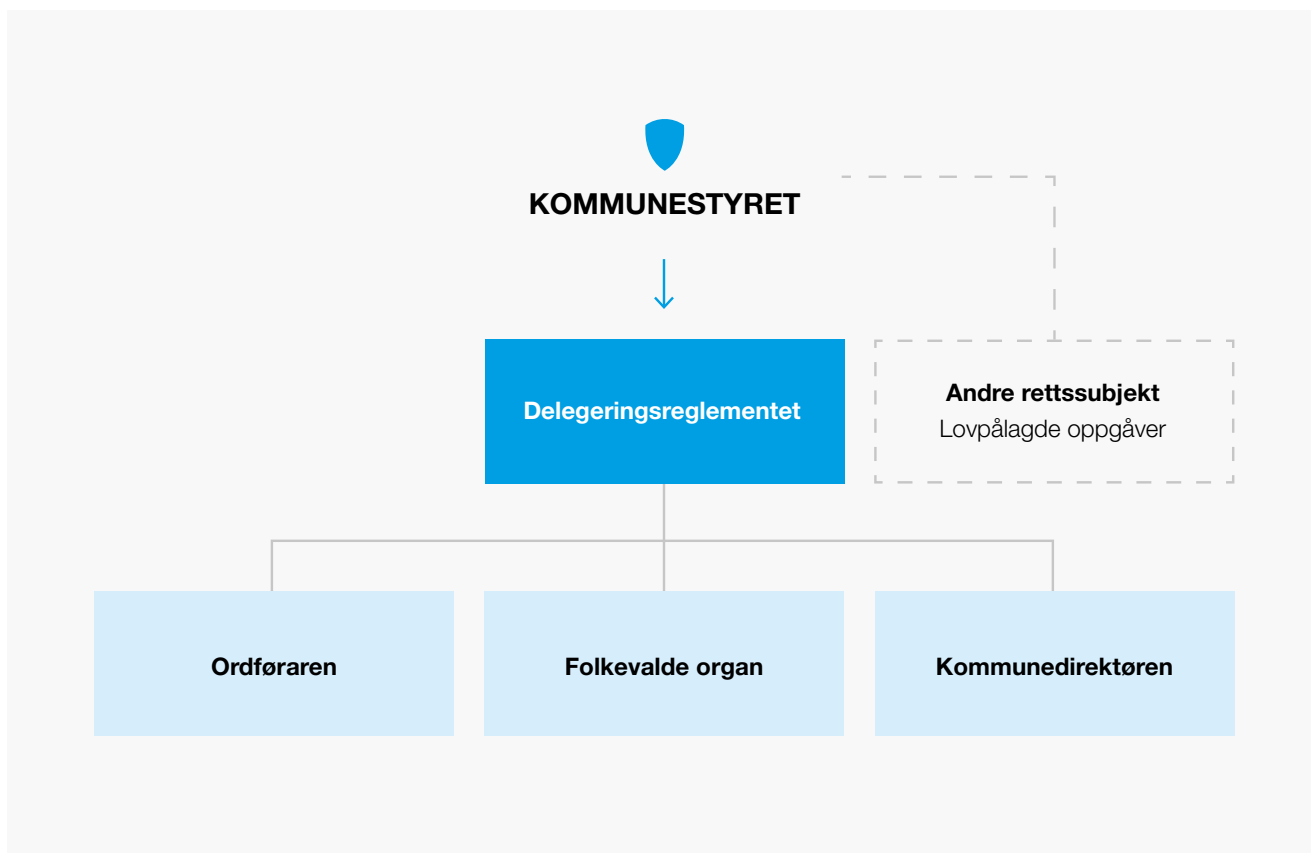 KOMMUNESTYRET
Delegeringsreglementet
Andre rettssubjekt
Lovpålagde oppgåver
Ordføraren
Folkevalde organ
Kommunedirektøren